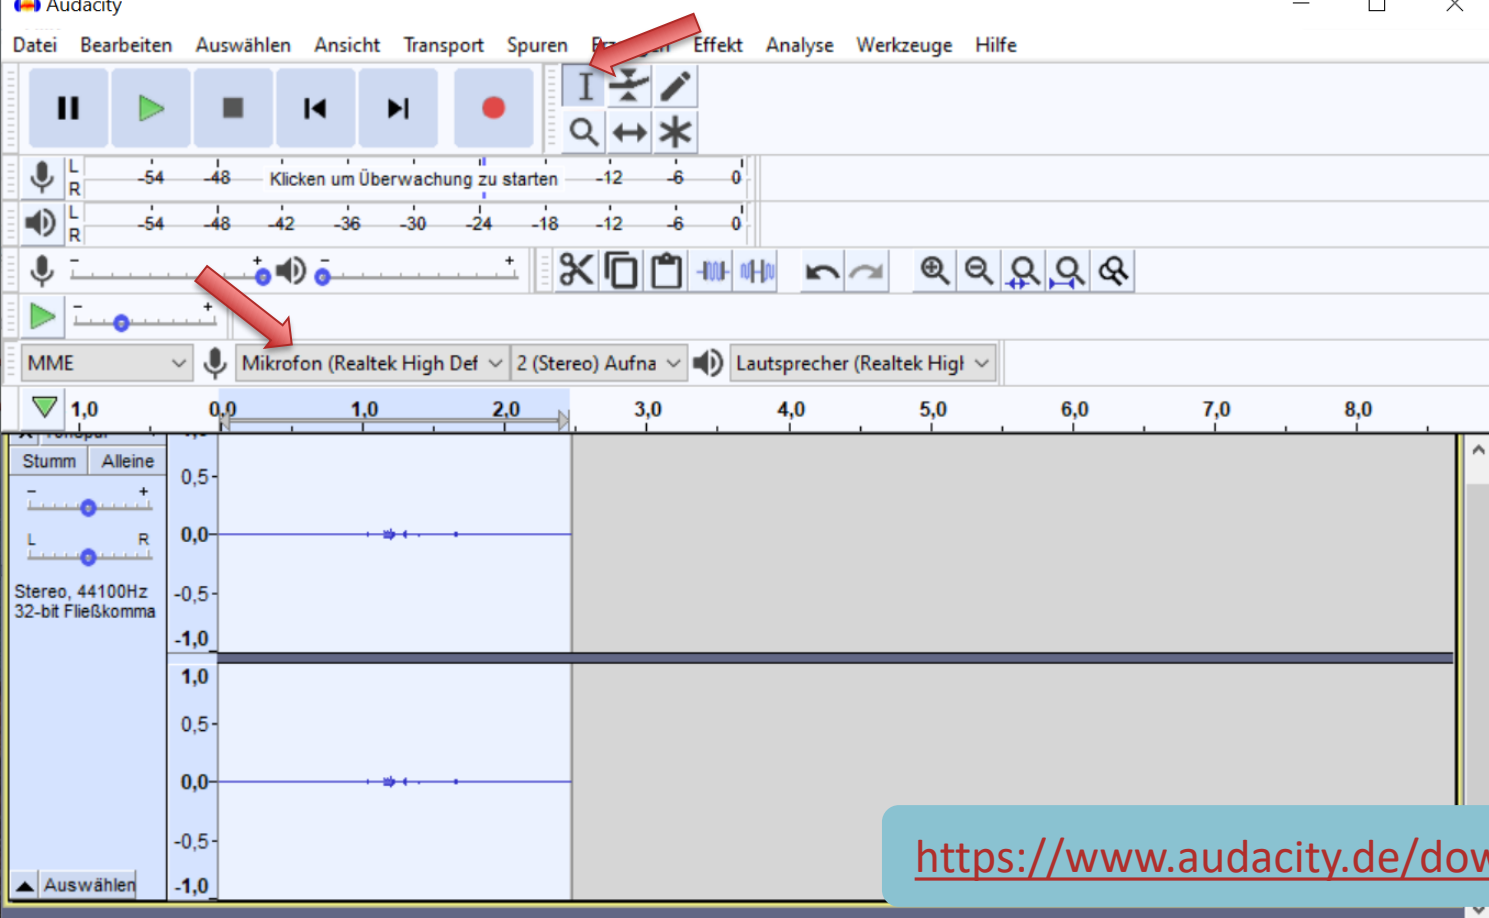 Audacity
Datei Bearbeiten Auswählen Ansicht Transport Spuren Effekt Analyse Werkzeuge Hilfe
L
R
-54 -48 Klicken um Überwachung zu starten -12 -6 0
L
R
-54 -48 -42 -36 -30 -24 -18 -12 -6 0
- + - +
- +
MME Mikrofon (Realtek High Def 2 (Stereo) Aufna Lautsprecher (Realtek High
1,0 0,0 1,0 2,0 3,0 4,0 5,0 6,0 7,0 8,0
X Tonspur
Stumm Alleine
- +
L R
Stereo, 44100Hz
32-bit Fließkomma
0,5
0,0
-0,5
-1,0
1,0
0,5
0,0
-0,5
-1,0
Auswählen
https://www.audacity.de/dow